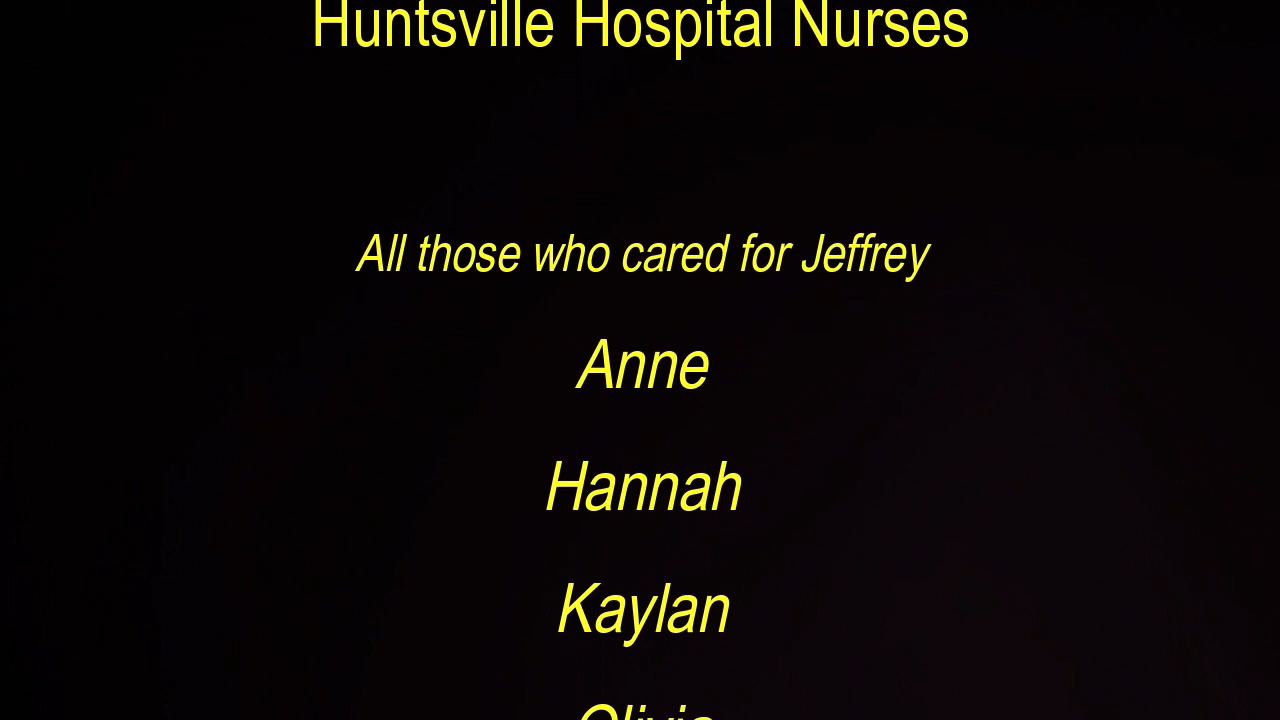 Huntsville Hospital Nurses
All those who cared for Jeffrey
Anne
Hannah
Kaylan